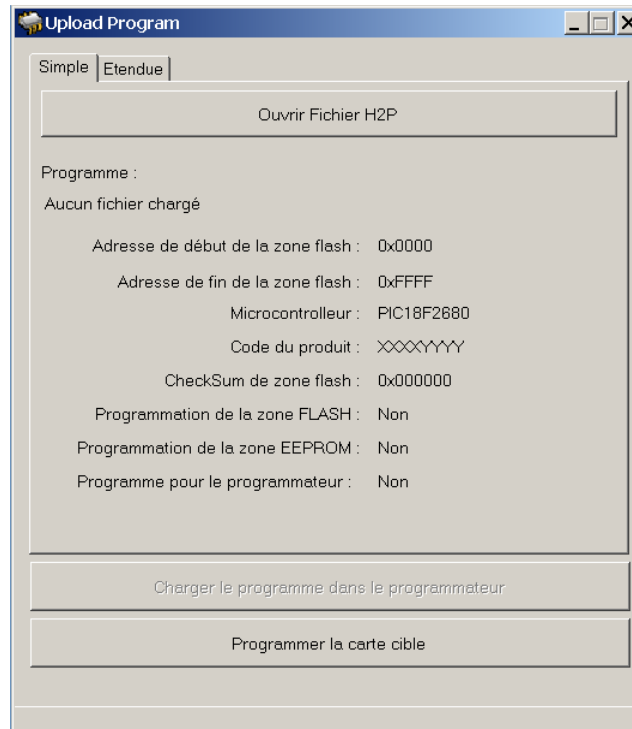 Upload Program
Simple Etendue
Ouvrir Fichier H2P
Programme :
Aucun fichier chargé
Adresse de début de la zone flash : 0x0000
Adresse de fin de la zone flash : 0xFFFF
Microcontrolleur : PIC18F2680
Code du produit : XXXXYYYY
CheckSum de zone flash : 0x000000
Programmation de la zone FLASH : Non
Programmation de la zone EEPROM : Non
Programme pour le programmateur : Non
Charger le programme dans le programmateur
Programmer la carte cible